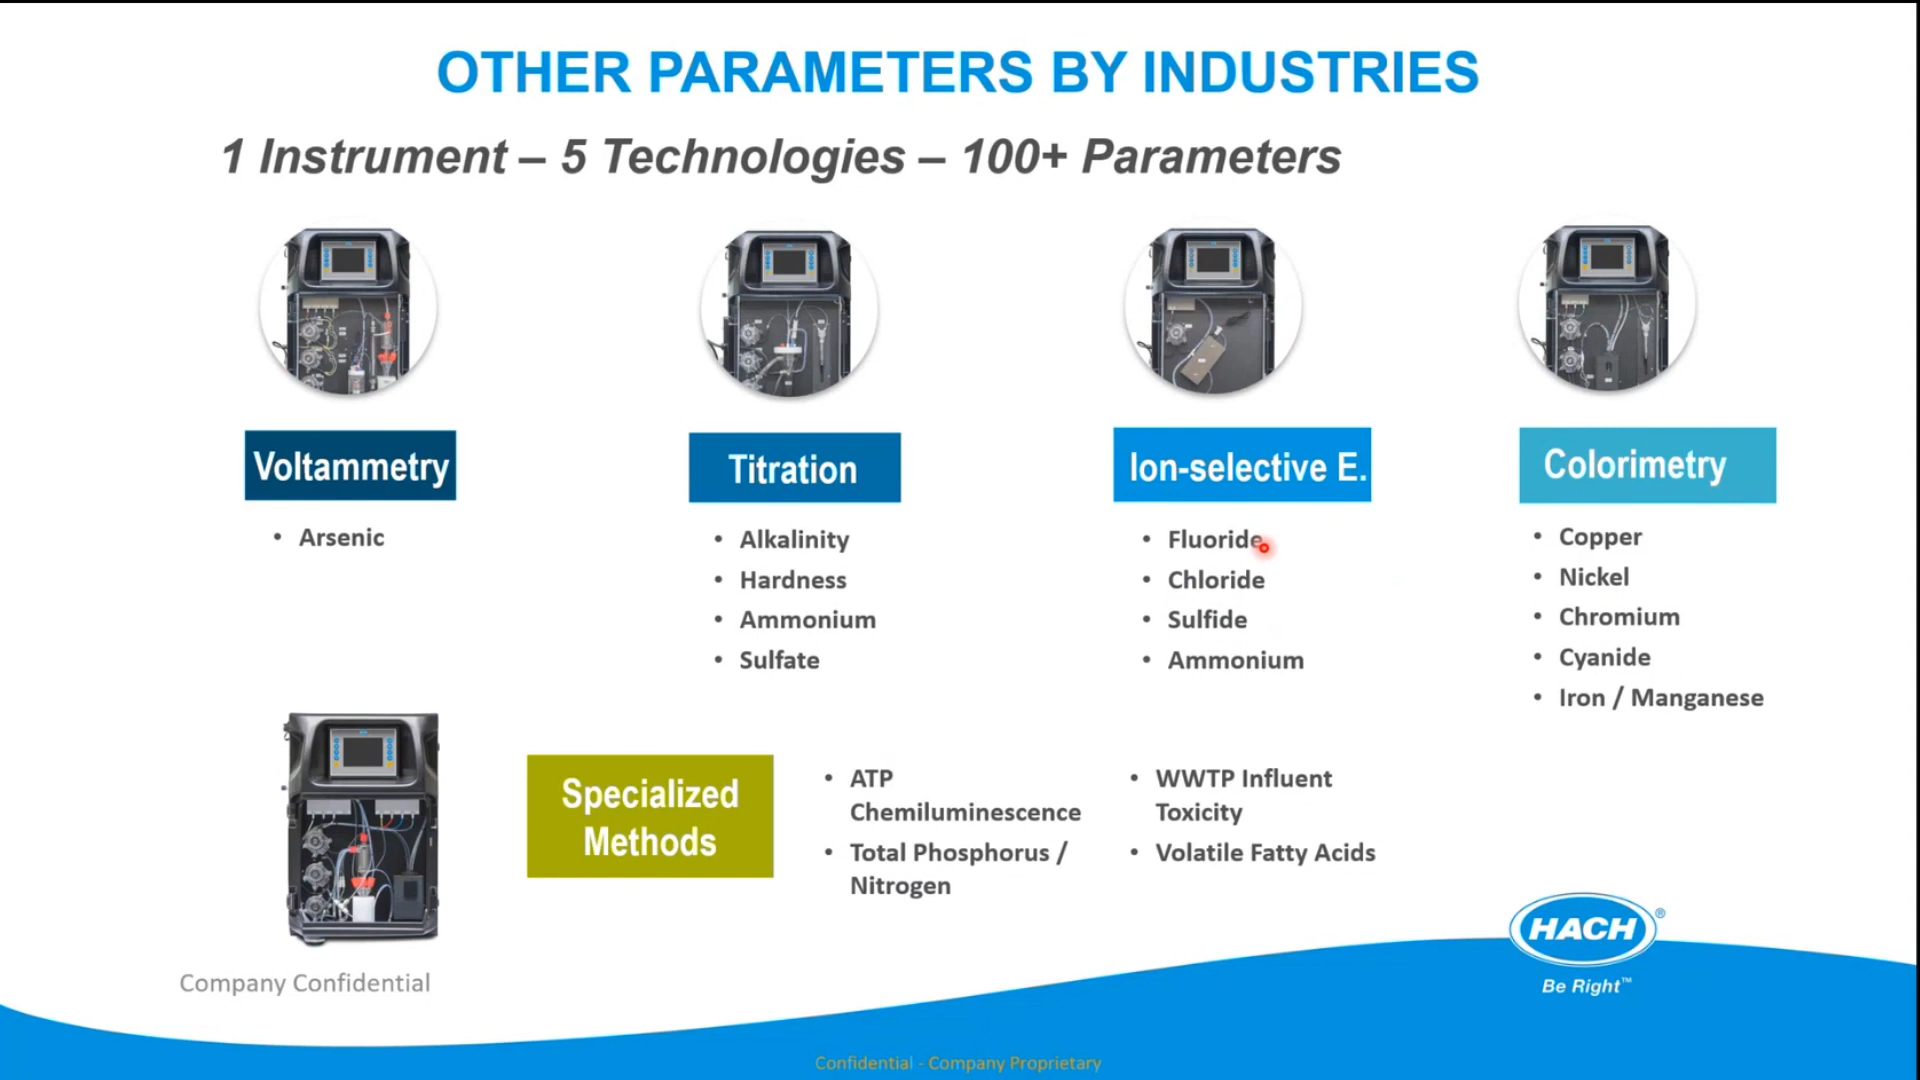 OTHER PARAMETERS BY INDUSTRIES
1 Instrument – 5 Technologies – 100+ Parameters
Voltammetry
• Arsenic
Titration
• Alkalinity
• Hardness
• Ammonium
• Sulfate
Ion-selective E.
• Fluoride
• Chloride
• Sulfide
• Ammonium
Colorimetry
• Copper
• Nickel
• Chromium
• Cyanide
• Iron / Manganese
Specialized
Methods
• ATP
Chemiluminescence
• Total Phosphorus /
Nitrogen
• WWTP Influent
Toxicity
• Volatile Fatty Acids
HACH®
Be Right™
Company Confidential
Confidential - Company Proprietary